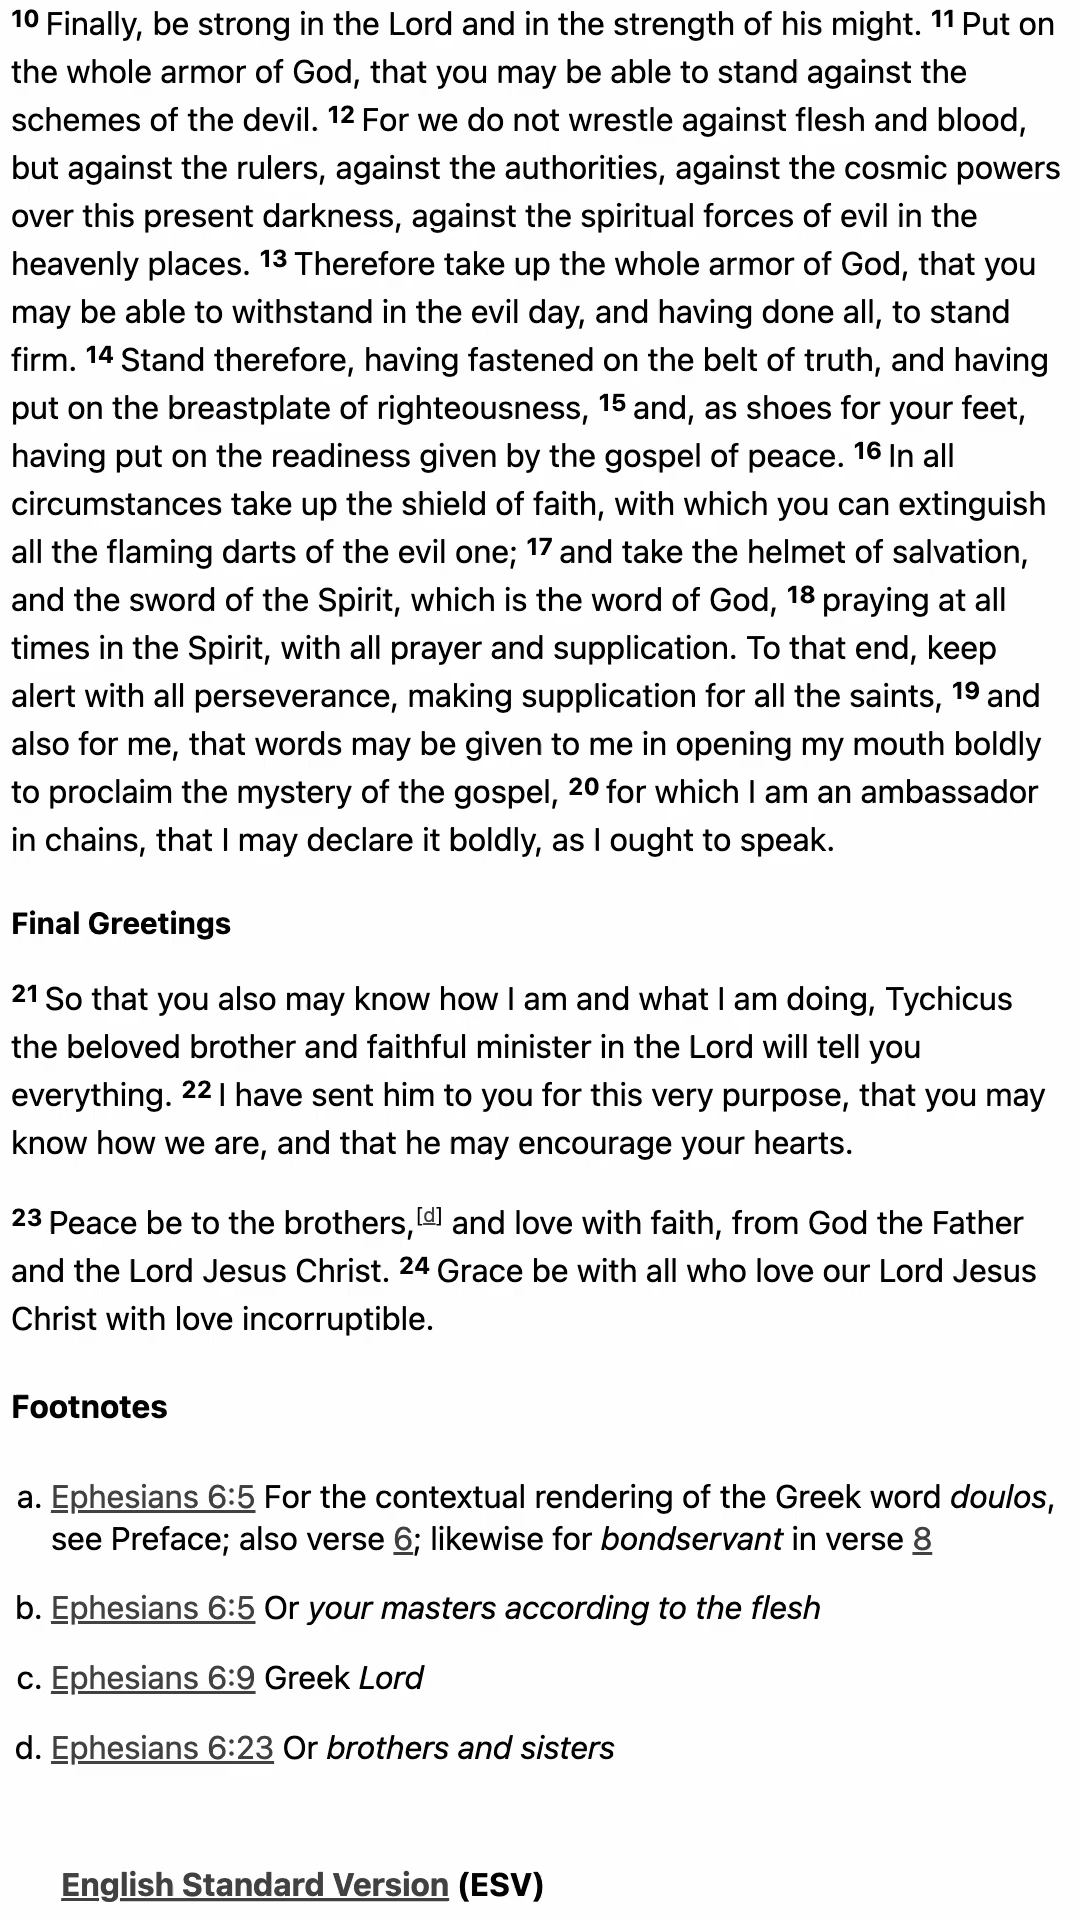 10 Finally, be strong in the Lord and in the strength of his might. 11 Put on
the whole armor of God, that you may be able to stand against the
schemes of the devil. 12 For we do not wrestle against flesh and blood,
but against the rulers, against the authorities, against the cosmic powers
over this present darkness, against the spiritual forces of evil in the
heavenly places. 13 Therefore take up the whole armor of God, that you
may be able to withstand in the evil day, and having done all, to stand
firm. 14 Stand therefore, having fastened on the belt of truth, and having
put on the breastplate of righteousness, 15 and, as shoes for your feet,
having put on the readiness given by the gospel of peace. 16 In all
circumstances take up the shield of faith, with which you can extinguish
all the flaming darts of the evil one; 17 and take the helmet of salvation,
and the sword of the Spirit, which is the word of God, 18 praying at all
times in the Spirit, with all prayer and supplication. To that end, keep
alert with all perseverance, making supplication for all the saints, 19 and
also for me, that words may be given to me in opening my mouth boldly
to proclaim the mystery of the gospel, 20 for which I am an ambassador
in chains, that I may declare it boldly, as I ought to speak.
Final Greetings
21 So that you also may know how I am and what I am doing, Tychicus
the beloved brother and faithful minister in the Lord will tell you
everything. 22 I have sent him to you for this very purpose, that you may
know how we are, and that he may encourage your hearts.
23 Peace be to the brothers,[d] and love with faith, from God the Father
and the Lord Jesus Christ. 24 Grace be with all who love our Lord Jesus
Christ with love incorruptible.
Footnotes
a. Ephesians 6:5 For the contextual rendering of the Greek word doulos,
see Preface; also verse 6; likewise for bondservant in verse 8
b. Ephesians 6:5 Or your masters according to the flesh
c. Ephesians 6:9 Greek Lord
d. Ephesians 6:23 Or brothers and sisters
English Standard Version (ESV)